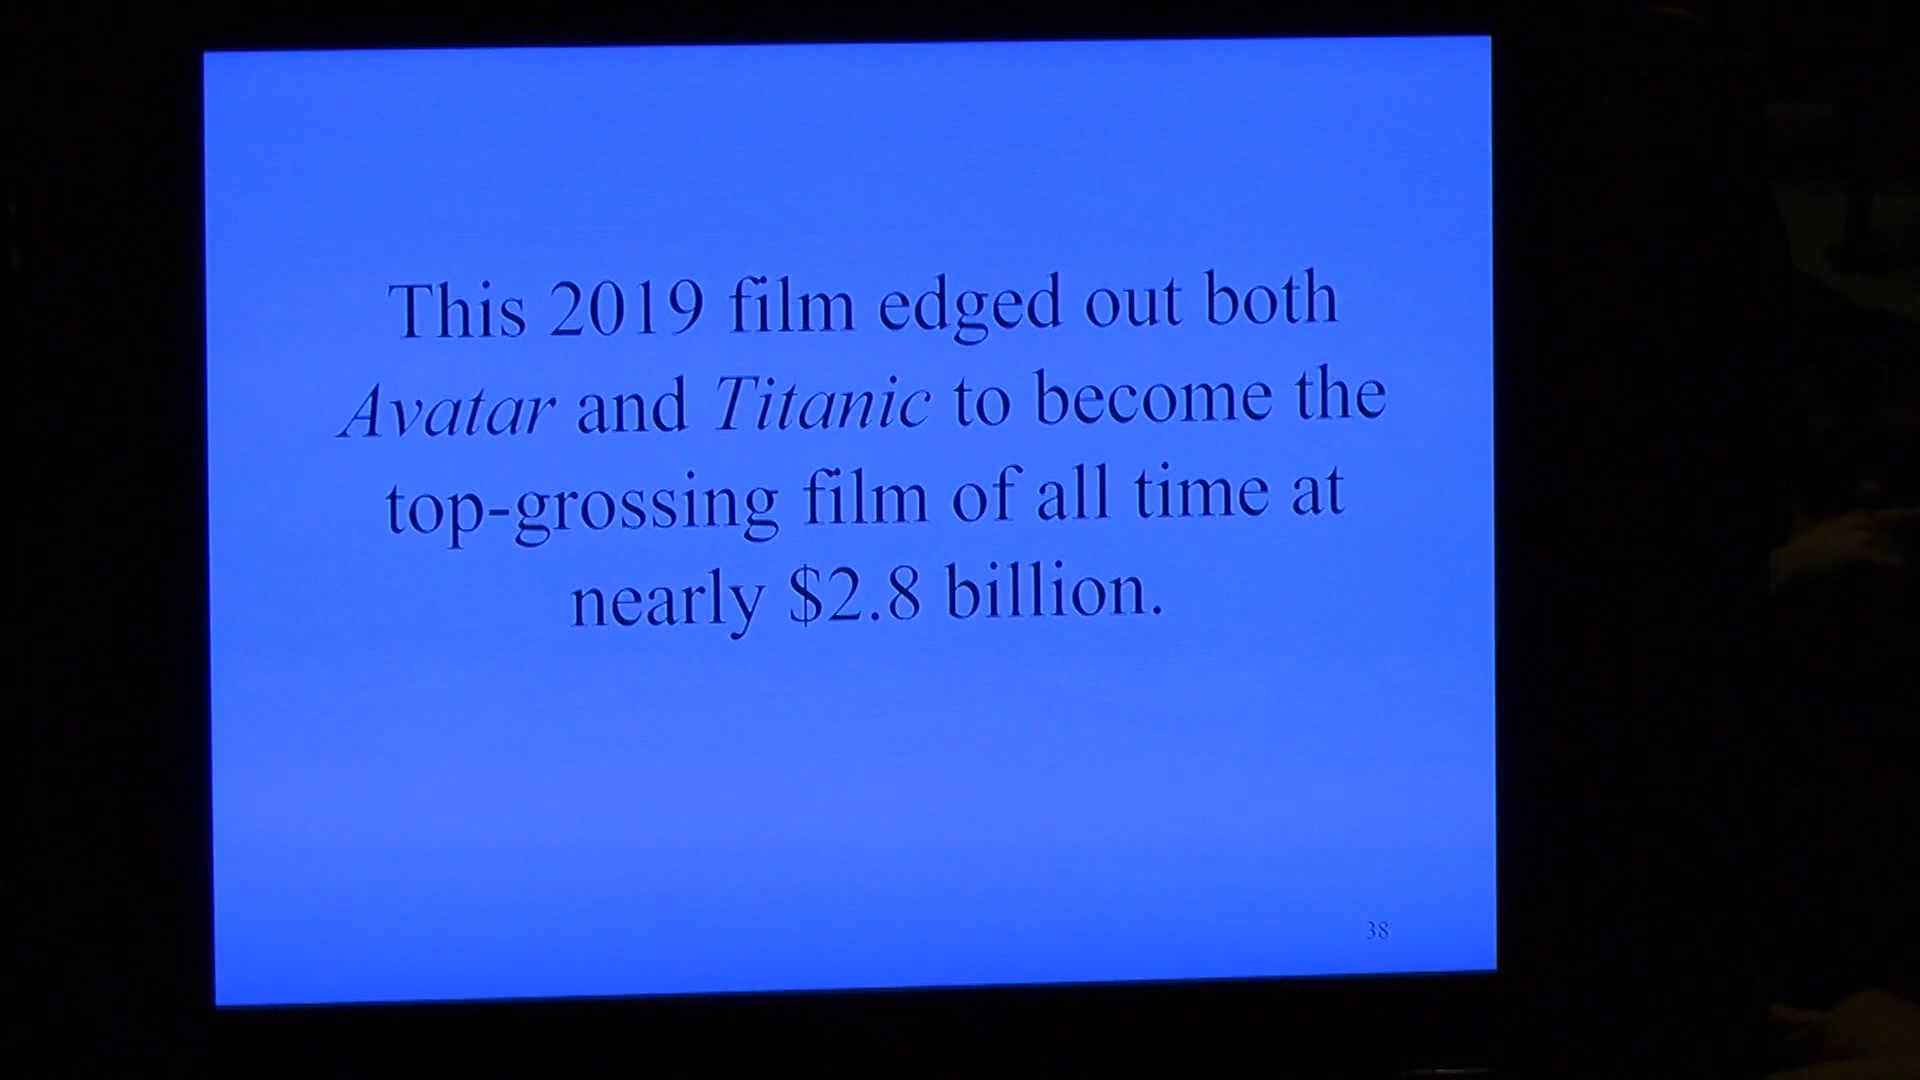 This 2019 film edged out both
Avatar and Titanic to become the
top-grossing film of all time at
nearly $2.8 billion.
38